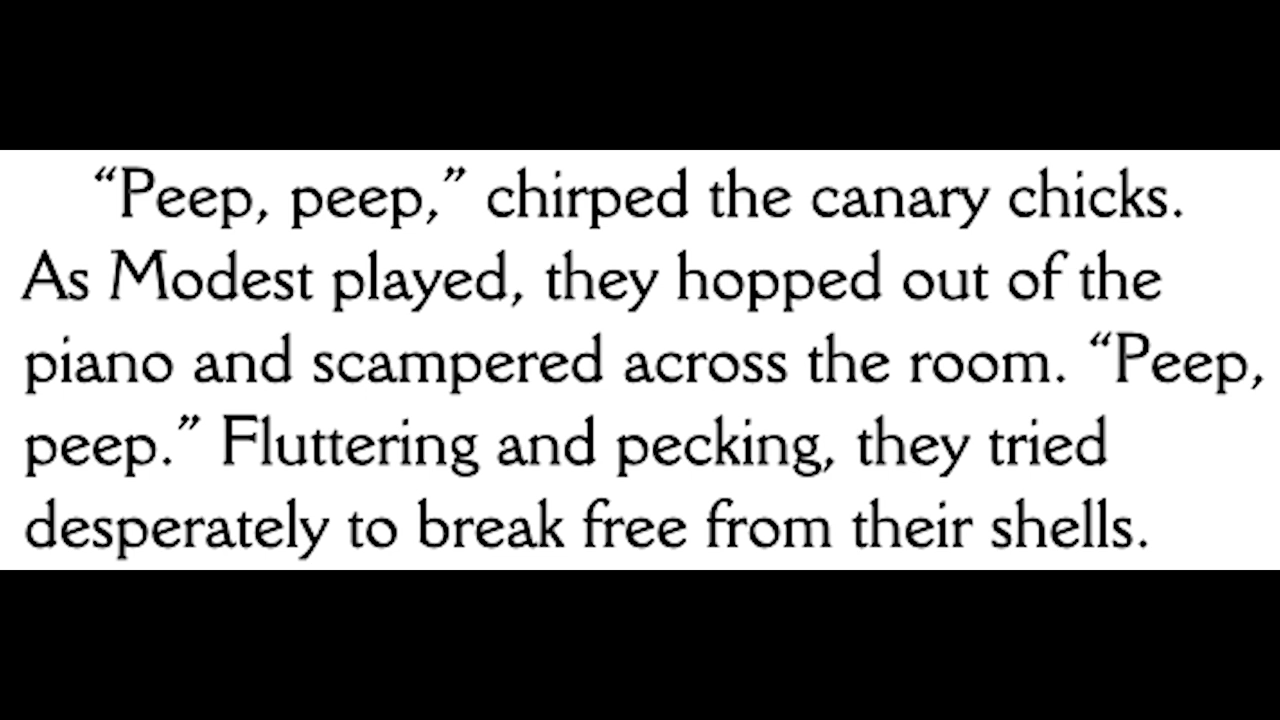 “Peep, peep,” chirped the canary chicks.
As Modest played, they hopped out of the
piano and scampered across the room. “Peep,
peep.” Fluttering and pecking, they tried
desperately to break free from their shells.